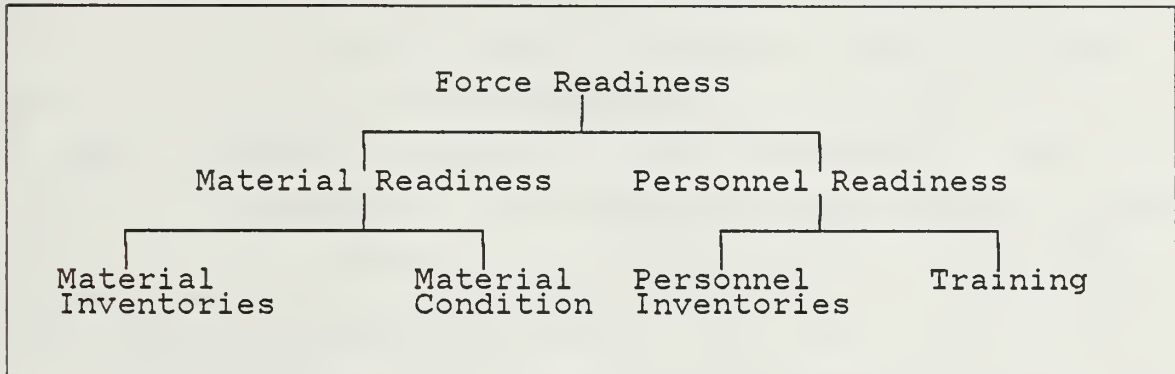 Force Readiness
Material Readiness
Personnel Readiness
Material
Inventories
Material
Condition
Personnel
Inventories
Training